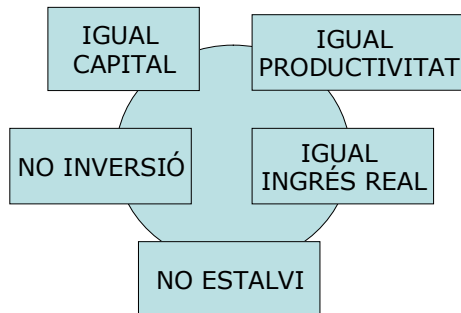 IGUAL
CAPITAL
IGUAL
PRODUCTIVITAT
NO INVERSIÓ
IGUAL
INGRÉS REAL
NO ESTALVI